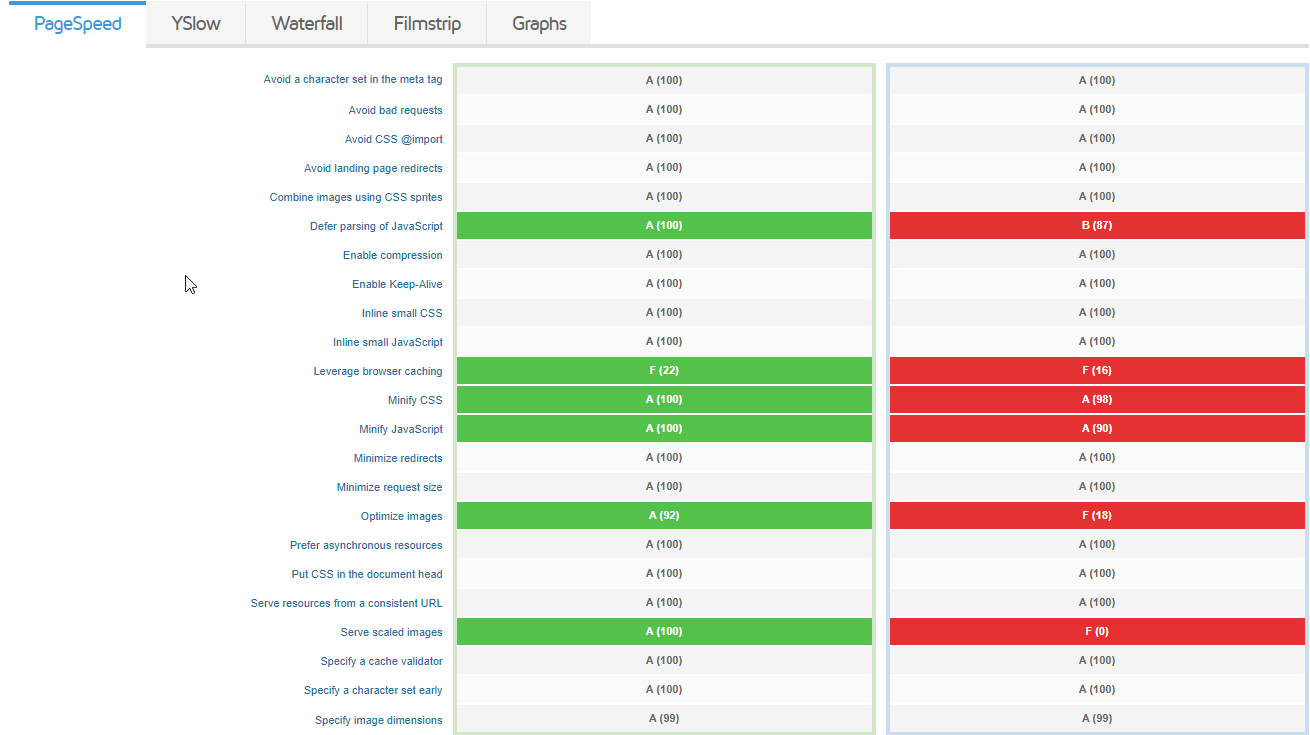 PageSpeed YSlow Waterfall Filmstrip Graphs
Avoid a character set in the meta tag A (100) A (100)
Avoid bad requests A (100) A (100)
Avoid CSS @import A (100) A (100)
Avoid landing page redirects A (100) A (100)
Combine images using CSS sprites A (100) A (100)
Defer parsing of JavaScript A (100) B (87)
Enable compression A (100) A (100)
Enable Keep-Alive A (100) A (100)
Inline small CSS A (100) A (100)
Inline small JavaScript A (100) A (100)
Leverage browser caching F (22) F (16)
Minify CSS A (100) A (98)
Minify JavaScript A (100) A (90)
Minimize redirects A (100) A (100)
Minimize request size A (100) A (100)
Optimize images A (92) F (18)
Prefer asynchronous resources A (100) A (100)
Put CSS in the document head A (100) A (100)
Serve resources from a consistent URL A (100) A (100)
Serve scaled images A (100) F (0)
Specify a cache validator A (100) A (100)
Specify a character set early A (100) A (100)
Specify image dimensions A (99) A (99)